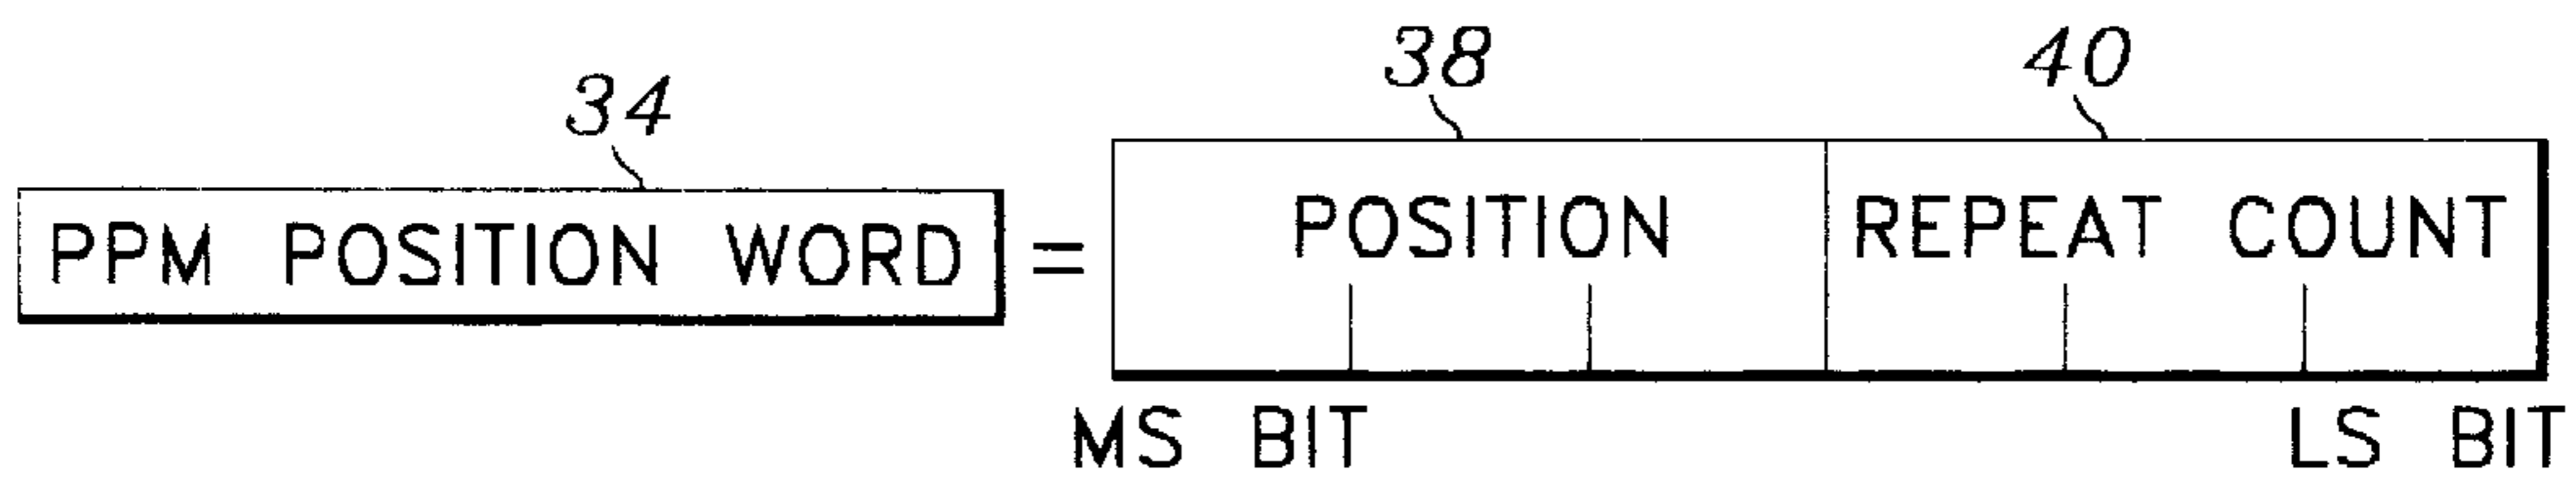 34 38 40
PPM POSITION WORD = POSITION REPEAT COUNT
MS BIT LS BIT